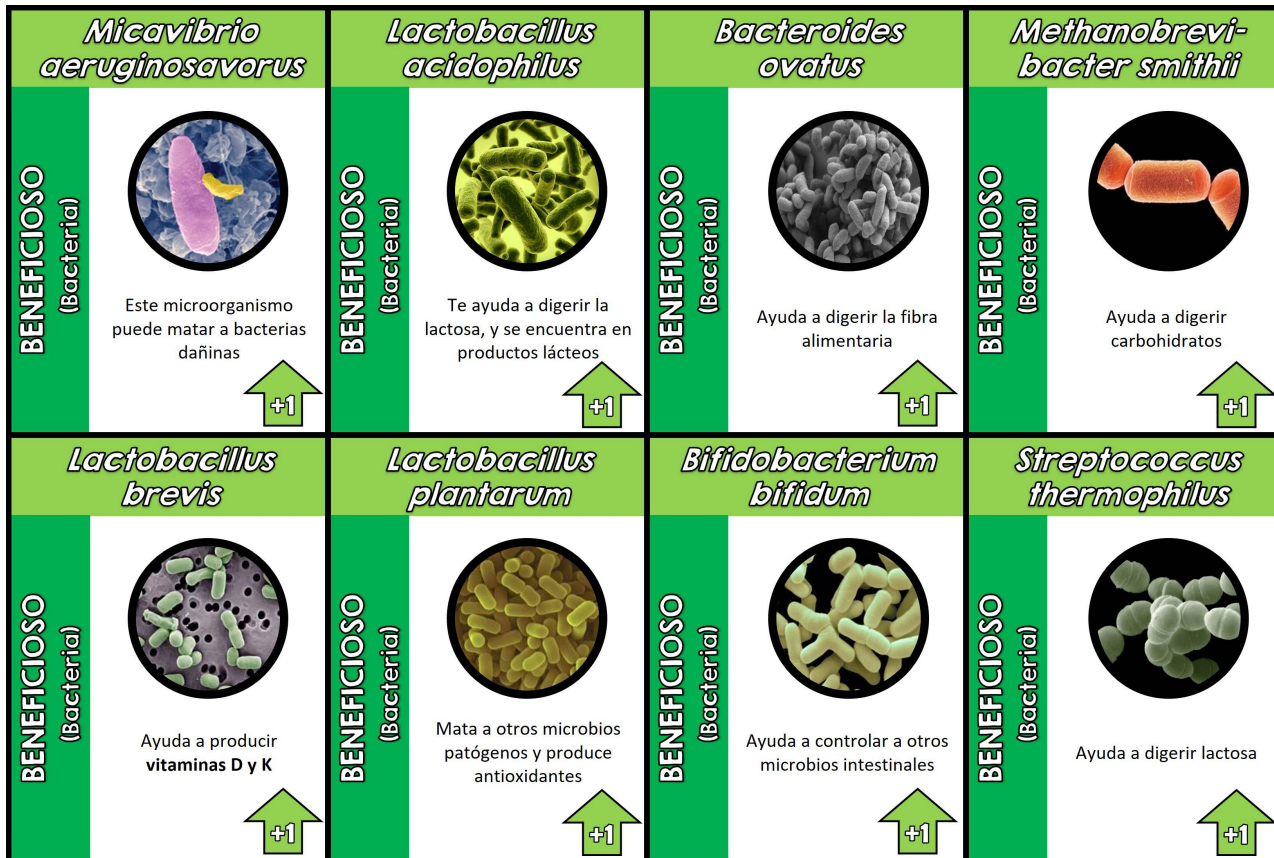 Micavibrio
aeruginosavorus
BENEFICIOSO
(Bacteria)
Este microorganismo
puede matar a bacterias
dañinas
+1
Lactobacillus
acidophilus
BENEFICIOSO
(Bacteria)
Te ayuda a digerir la
lactosa, y se encuentra en
productos lácteos
+1
Bacteroides
ovatus
BENEFICIOSO
(Bacteria)
Ayuda a digerir la fibra
alimentaria
+1
Methanobrevi-
bacter smithii
BENEFICIOSO
(Bacteria)
Ayuda a digerir
carbohidratos
+1
Lactobacillus
brevis
BENEFICIOSO
(Bacteria)
Ayuda a producir
vitaminas D y K
+1
Lactobacillus
plantarum
BENEFICIOSO
(Bacteria)
Mata a otros microbios
patógenos y produce
antioxidantes
+1
Bifidobacterium
bifidum
BENEFICIOSO
(Bacteria)
Ayuda a controlar a otros
microbios intestinales
+1
Streptococcus
thermophilus
BENEFICIOSO
(Bacteria)
Ayuda a digerir lactosa
+1